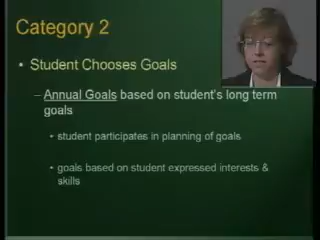 Category 2
• Student Chooses Goals
– Annual Goals based on student's long term
goals
• student participates in planning of goals
• goals based on student expressed interests &
skills